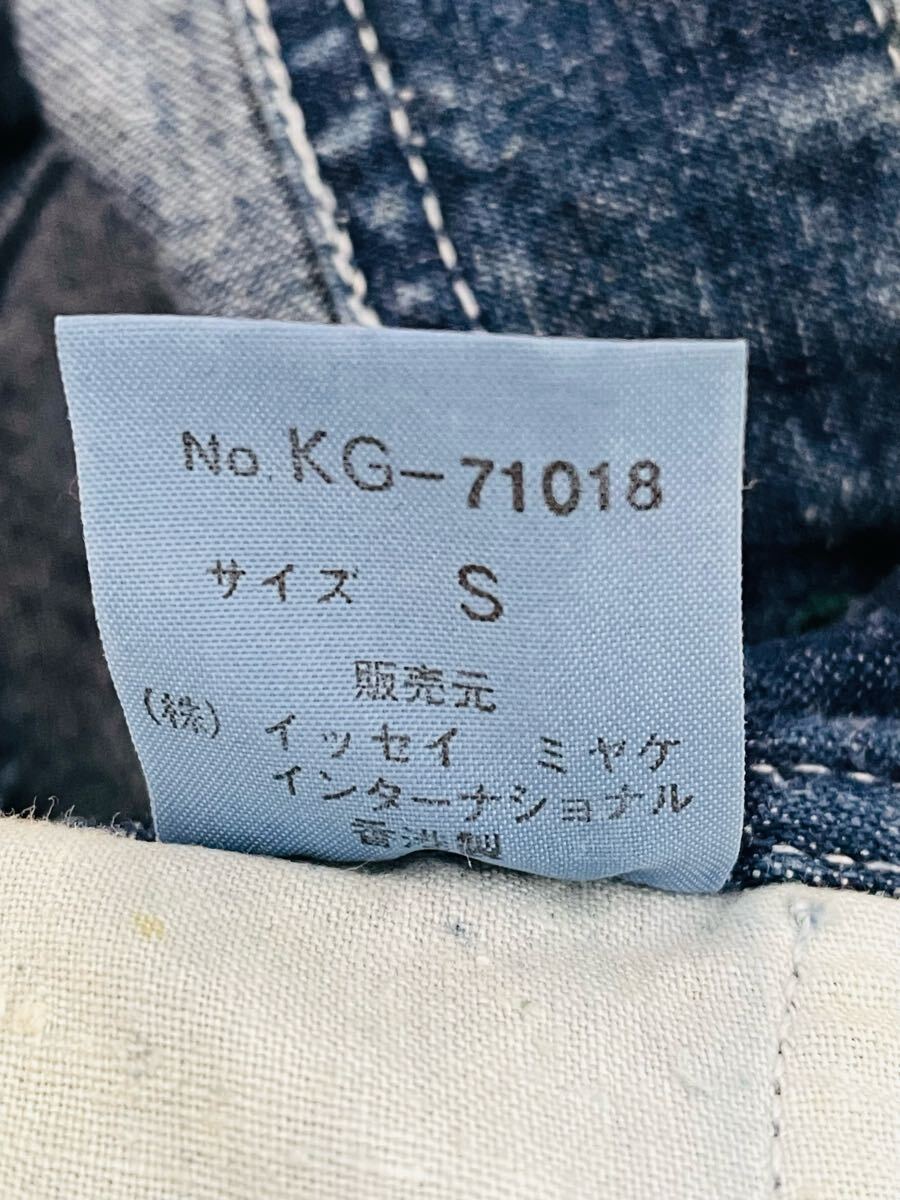 No. KG-71018
サイズ S
販売元
(株) イッセイ ミヤケ
インターナショナル
香港製